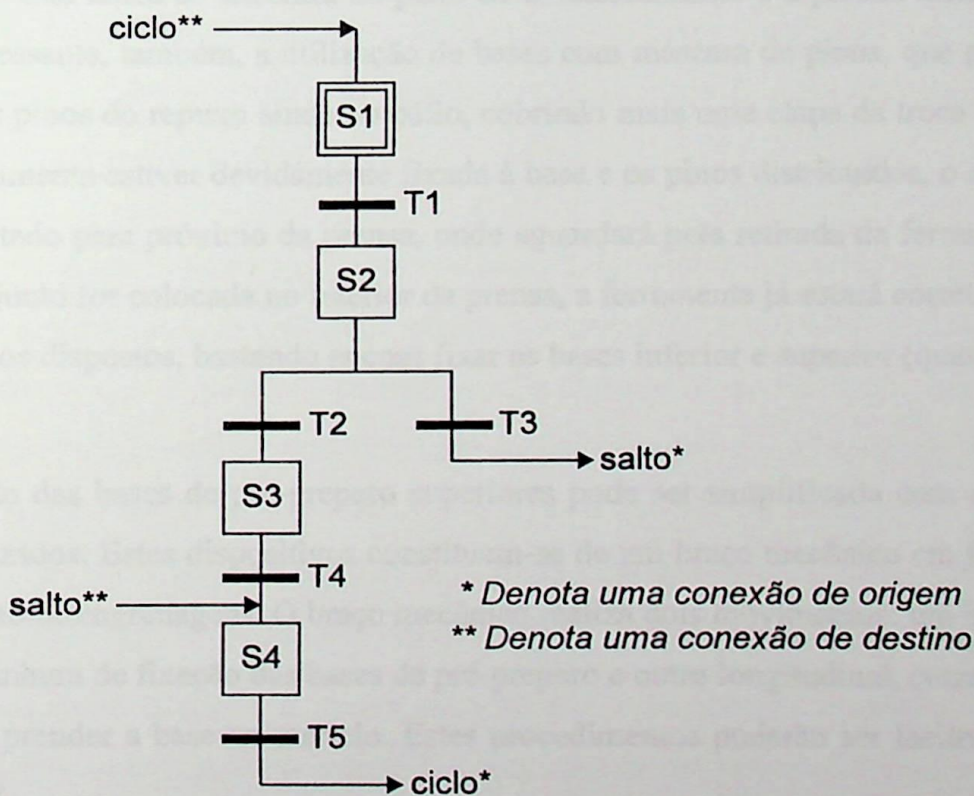 ciclo**
S1
T1
S2
T2
T3
salto*
S3
T4
salto**
* Denota uma conexão de origem
** Denota uma conexão de destino
S4
T5
ciclo*